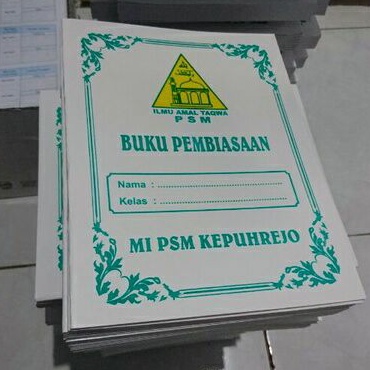 ILMU AMAL TAQWA
PSM
BUKU PEMBIASAAN
Nama : ............................................
Kelas : ............................................
MI PSM KEPUHREJO